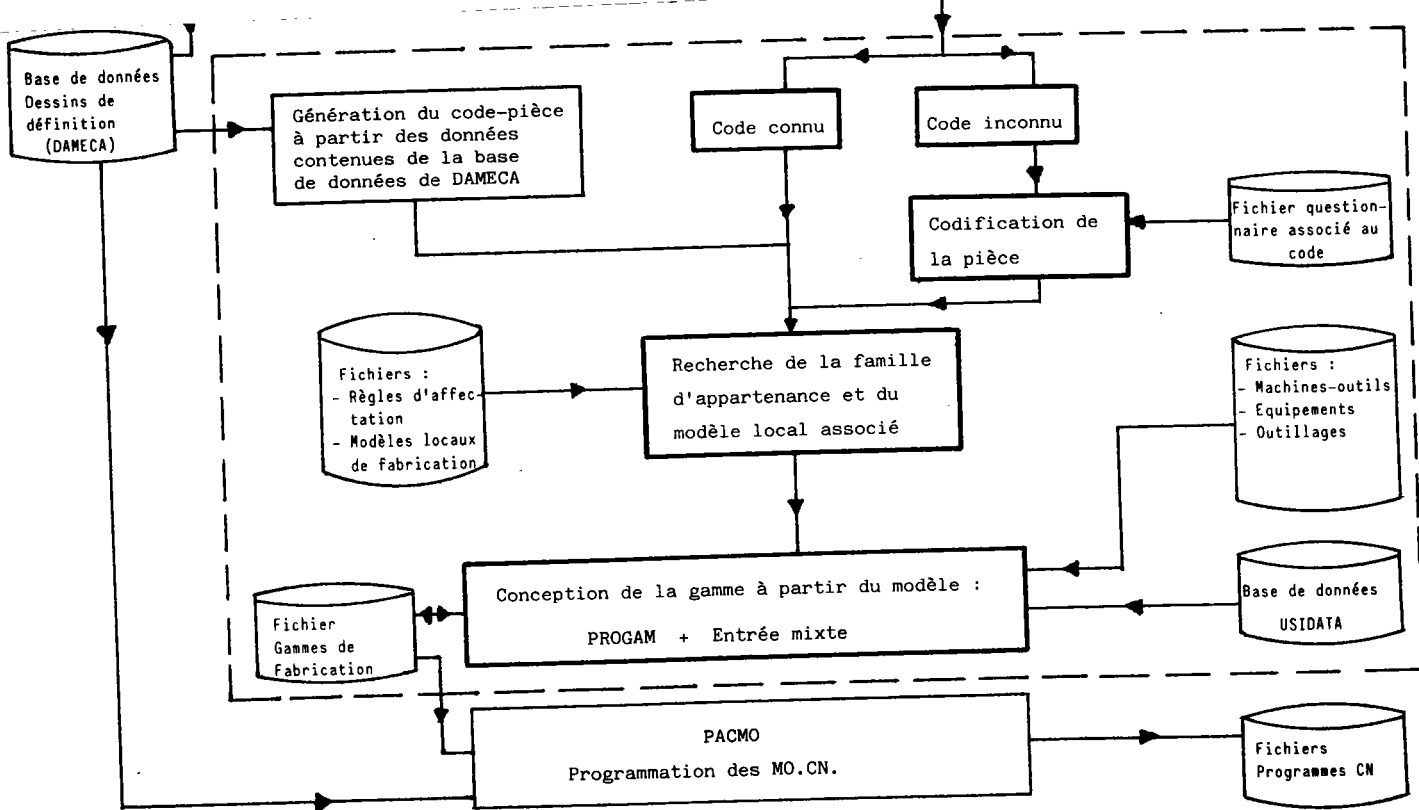 Base de données
Dessins de
définition
(DAMECA)
Génération du code-pièce
à partir des données
contenues de la base
de données de DAMECA
Code connu
Code inconnu
Codification de
la pièce
Fichier question-
naire associé au
code
Fichiers :
- Règles d'affec-
tation
- Modèles locaux
de fabrication
Recherche de la famille
d'appartenance et du
modèle local associé
Fichiers :
- Machines-outils
- Equipements
- Outillages
Conception de la gamme à partir du modèle :
PROGAM + Entrée mixte
Base de données
USIDATA
Fichier
Gammes de
Fabrication
PACMO
Programmation des MO.CN.
Fichiers
Programmes CN